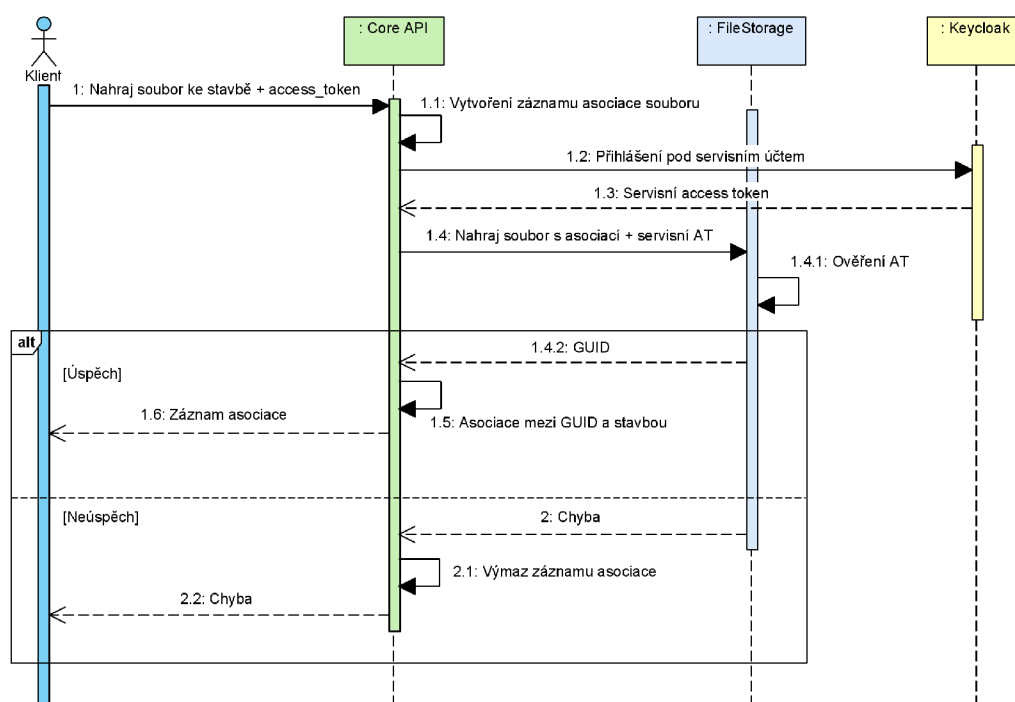 : Core API
: FileStorage
: Keycloak
Klient
1: Nahraj soubor ke stavbě + access_token
1.1: Vytvoření záznamu asociace souboru
1.2: Přihlášení pod servisním účtem
1.3: Servisní access token
1.4: Nahraj soubor s asociací + servisní AT
1.4.1: Ověření AT
alt
1.4.2: GUID
[Úspěch]
1.6: Záznam asociace
1.5: Asociace mezi GUID a stavbou
[Neúspěch]
2: Chyba
2.1: Výmaz záznamu asociace
2.2: Chyba